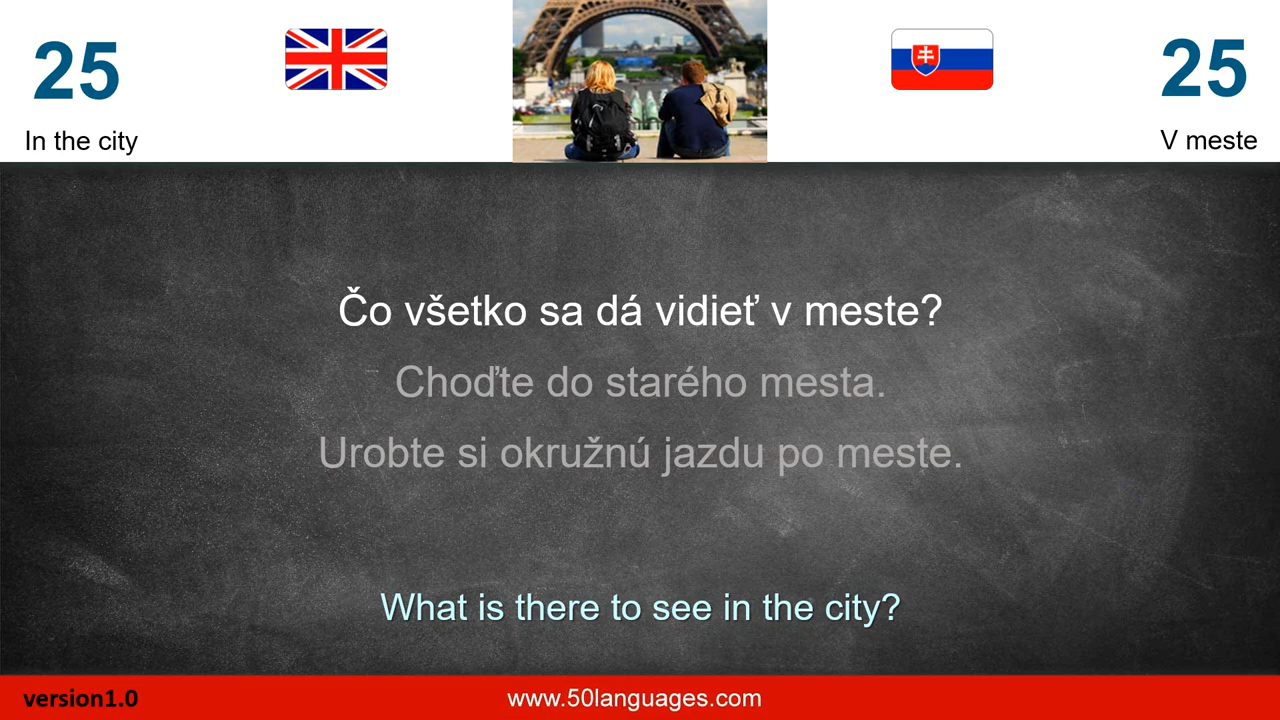 25
25
In the city
V meste
Čo všetko sa dá vidieť v meste?
Choďte do starého mesta.
Urobte si okružnú jazdu po meste.
What is there to see in the city?
version1.0
www.50languages.com